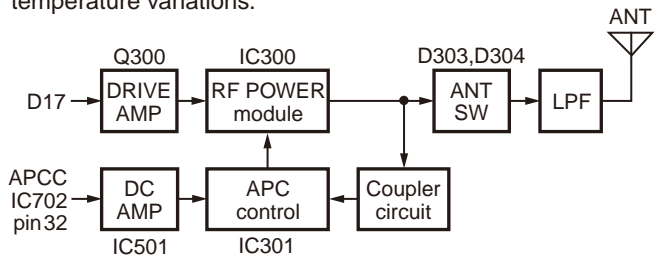 temperature variations.
ANT
Q300
IC300
D303,D304
D17
DRIVE
AMP
RF POWER
module
ANT
SW
LPF
APCC
IC702
pin32
DC
AMP
APC
control
Coupler
circuit
IC501
IC301